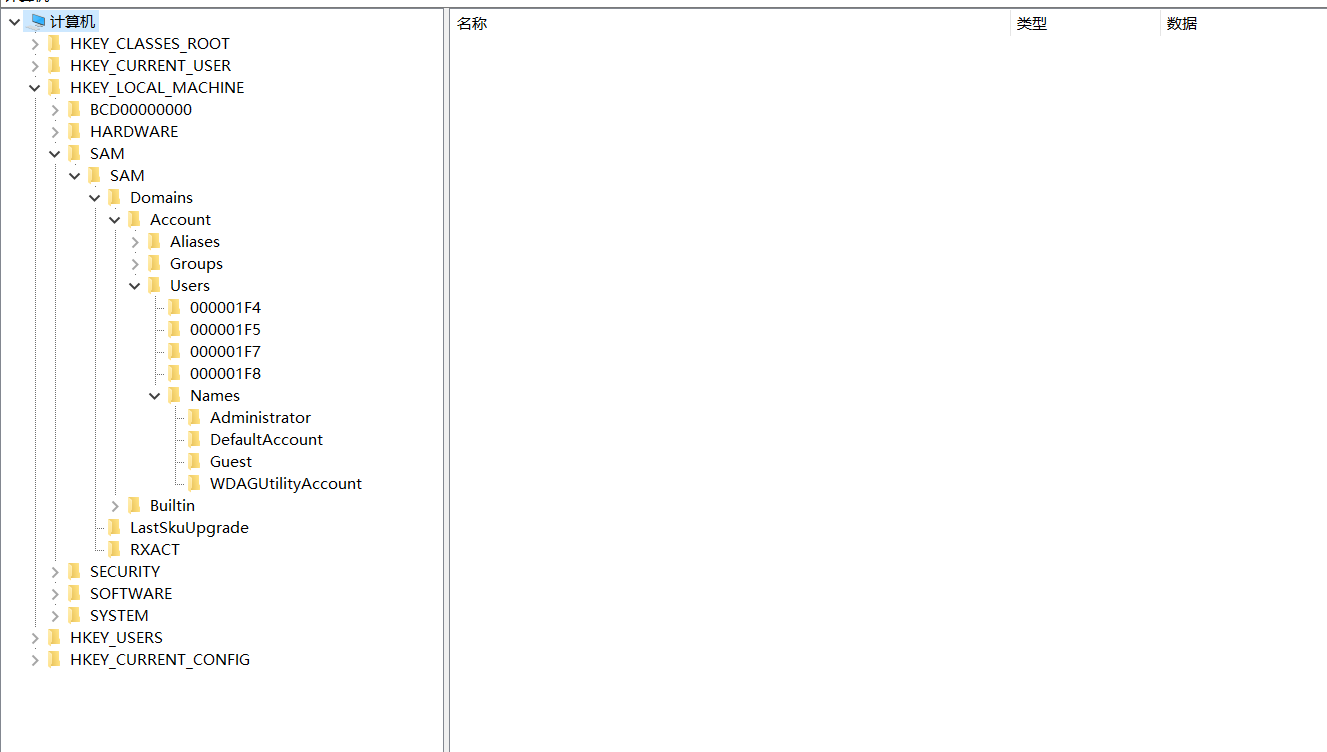 计算机
名称 类型 数据
HKEY_CLASSES_ROOT
HKEY_CURRENT_USER
HKEY_LOCAL_MACHINE
BCD00000000
HARDWARE
SAM
SAM
Domains
Account
Aliases
Groups
Users
000001F4
000001F5
000001F7
000001F8
Names
Administrator
DefaultAccount
Guest
WDAGUtilityAccount
Builtin
LastSkuUpgrade
RXACT
SECURITY
SOFTWARE
SYSTEM
HKEY_USERS
HKEY_CURRENT_CONFIG